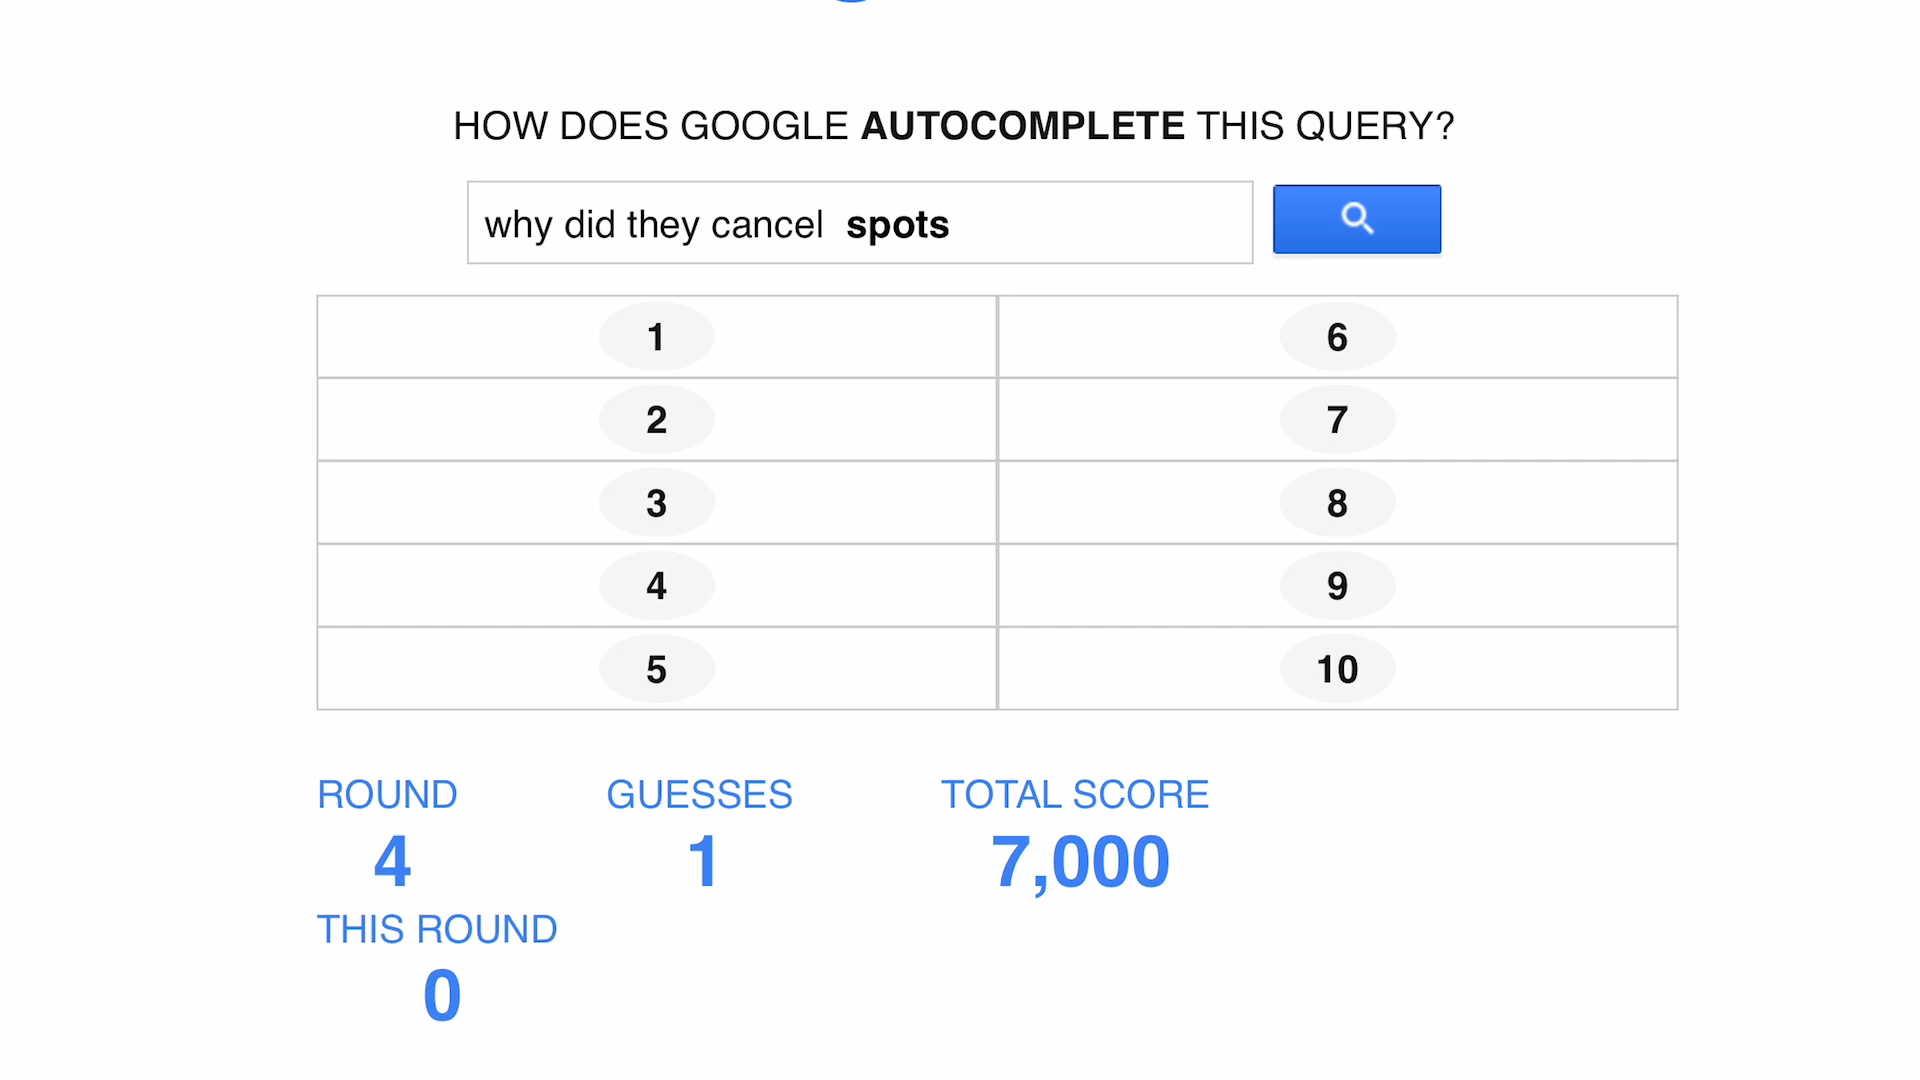 HOW DOES GOOGLE AUTOCOMPLETE THIS QUERY?
why did they cancel spots
1 6
2 7
3 8
4 9
5 10
ROUND GUESSES TOTAL SCORE
4 1 7,000
THIS ROUND
0